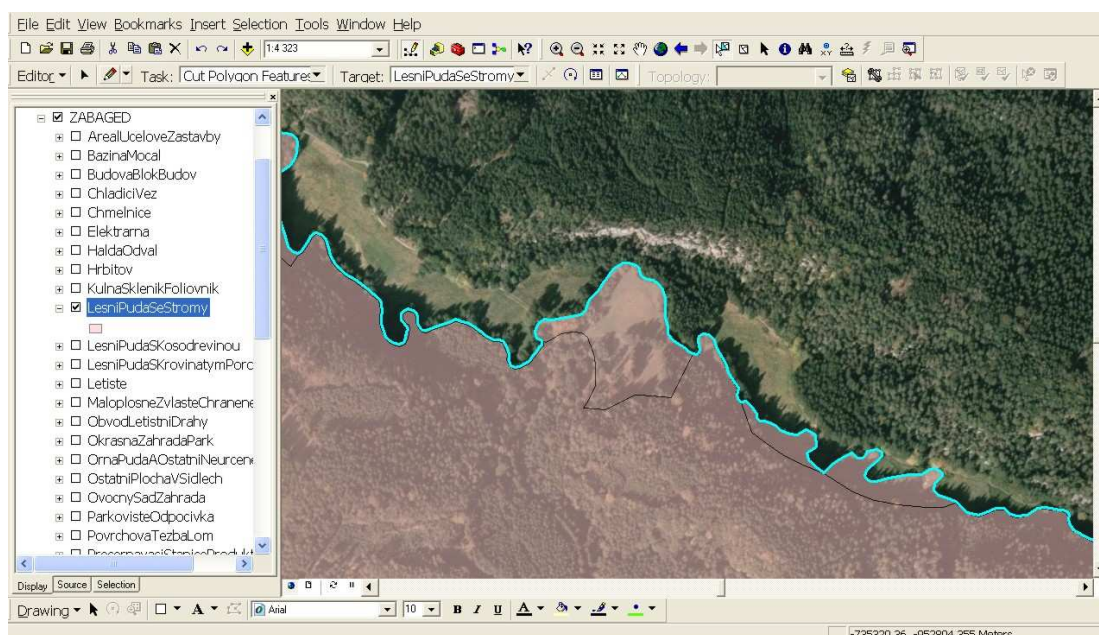 File Edit View Bookmarks Insert Selection Tools Window Help
1:4 323
Editor Task: Cut Polygon Features Target: LesniPudaSeStromy Topology:
ZABAGED
ArealUceloveZastavby
BazinaMocal
BudovaBlokBudov
ChladiciVez
Chmelnice
Elektrarna
HaldaOdval
Hrbitov
KulnaSklenikFoliovnik
LesniPudaSeStromy
LesniPudaSKosodrevinou
LesniPudaSKrovinatymPorc
Letiste
MaloplosneZvlasteChranene
ObvodLetistniDrahy
OkrasnaZahradaPark
OrnaPudaAOstatniNeurcene
OstatniPlochaVSidlech
OvocnySadZahrada
ParkovisteOdpocivka
PovrchovaTezbaLom
Display Source Selection
Drawing A Arial 10 B I U A
-735320,36 -952804,355 Meters